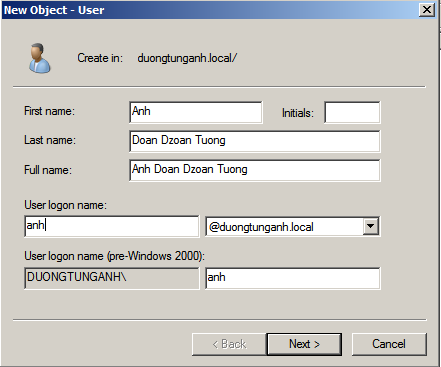 New Object - User
Create in: duongtunganh.local/
First name: Anh Initials:
Last name: Doan Dzoan Tuong
Full name: Anh Doan Dzoan Tuong
User logon name:
anh @duongtunganh.local
User logon name (pre-Windows 2000):
DUONGTUNGANH\ anh
< Back Next > Cancel